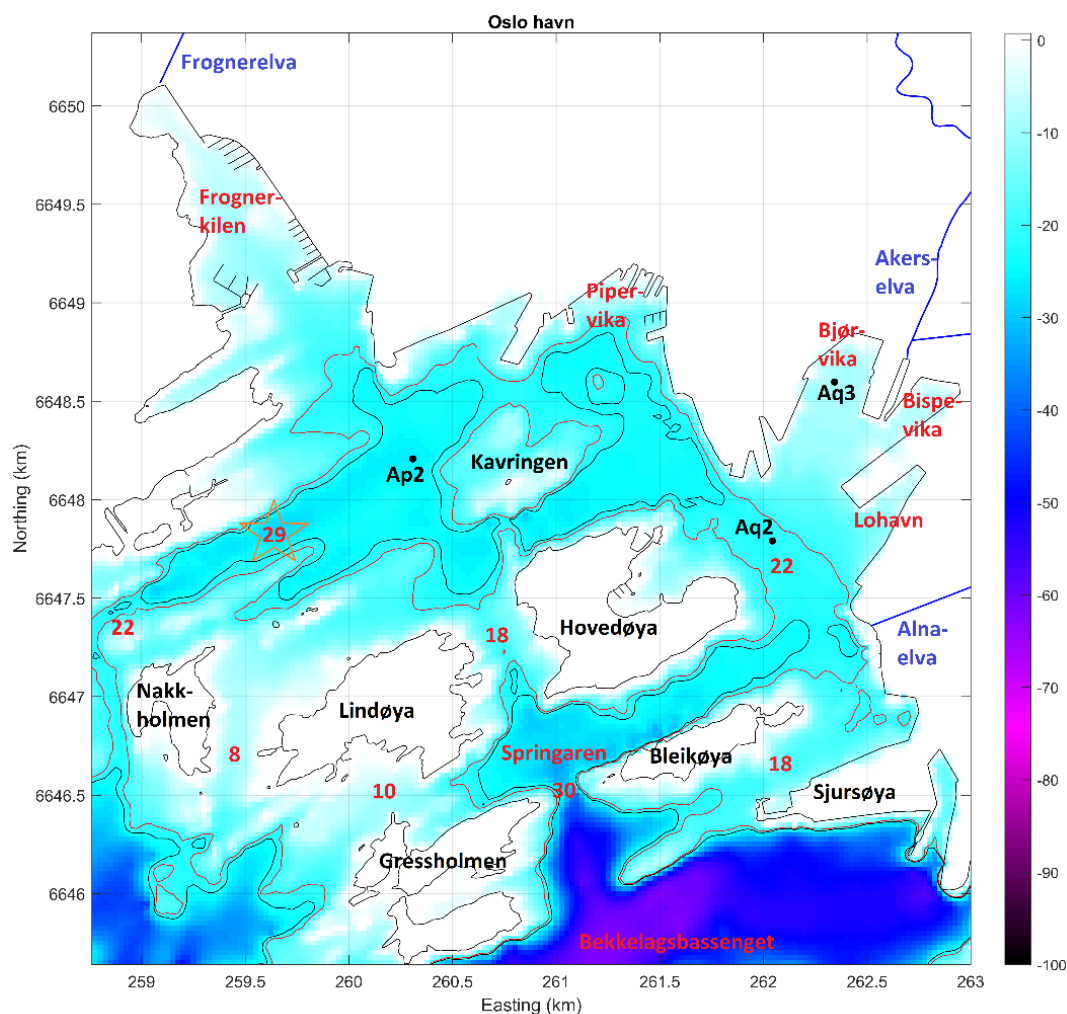 Oslo havn
Frognerelva
Frogner-
kilen
Piper-
vika
Akers-
elva
Bjør-
vika
Aq3
Bispe-
vika
Kavringen
Ap2
Lohavn
Aq2
22
29
22
18
Hovedøya
Alna-
elva
Nakk-
holmen
Lindøya
8
Springaren
Bleikøya
18
10
30
Sjursøya
Gressholmen
Bekkelagsbassenget
6650
6649.5
6649
6648.5
6648
6647.5
6647
6646.5
6646
Northing (km)
259
259.5
260
260.5
261
261.5
262
262.5
263
Easting (km)
0
-10
-20
-30
-40
-50
-60
-70
-80
-90
-100